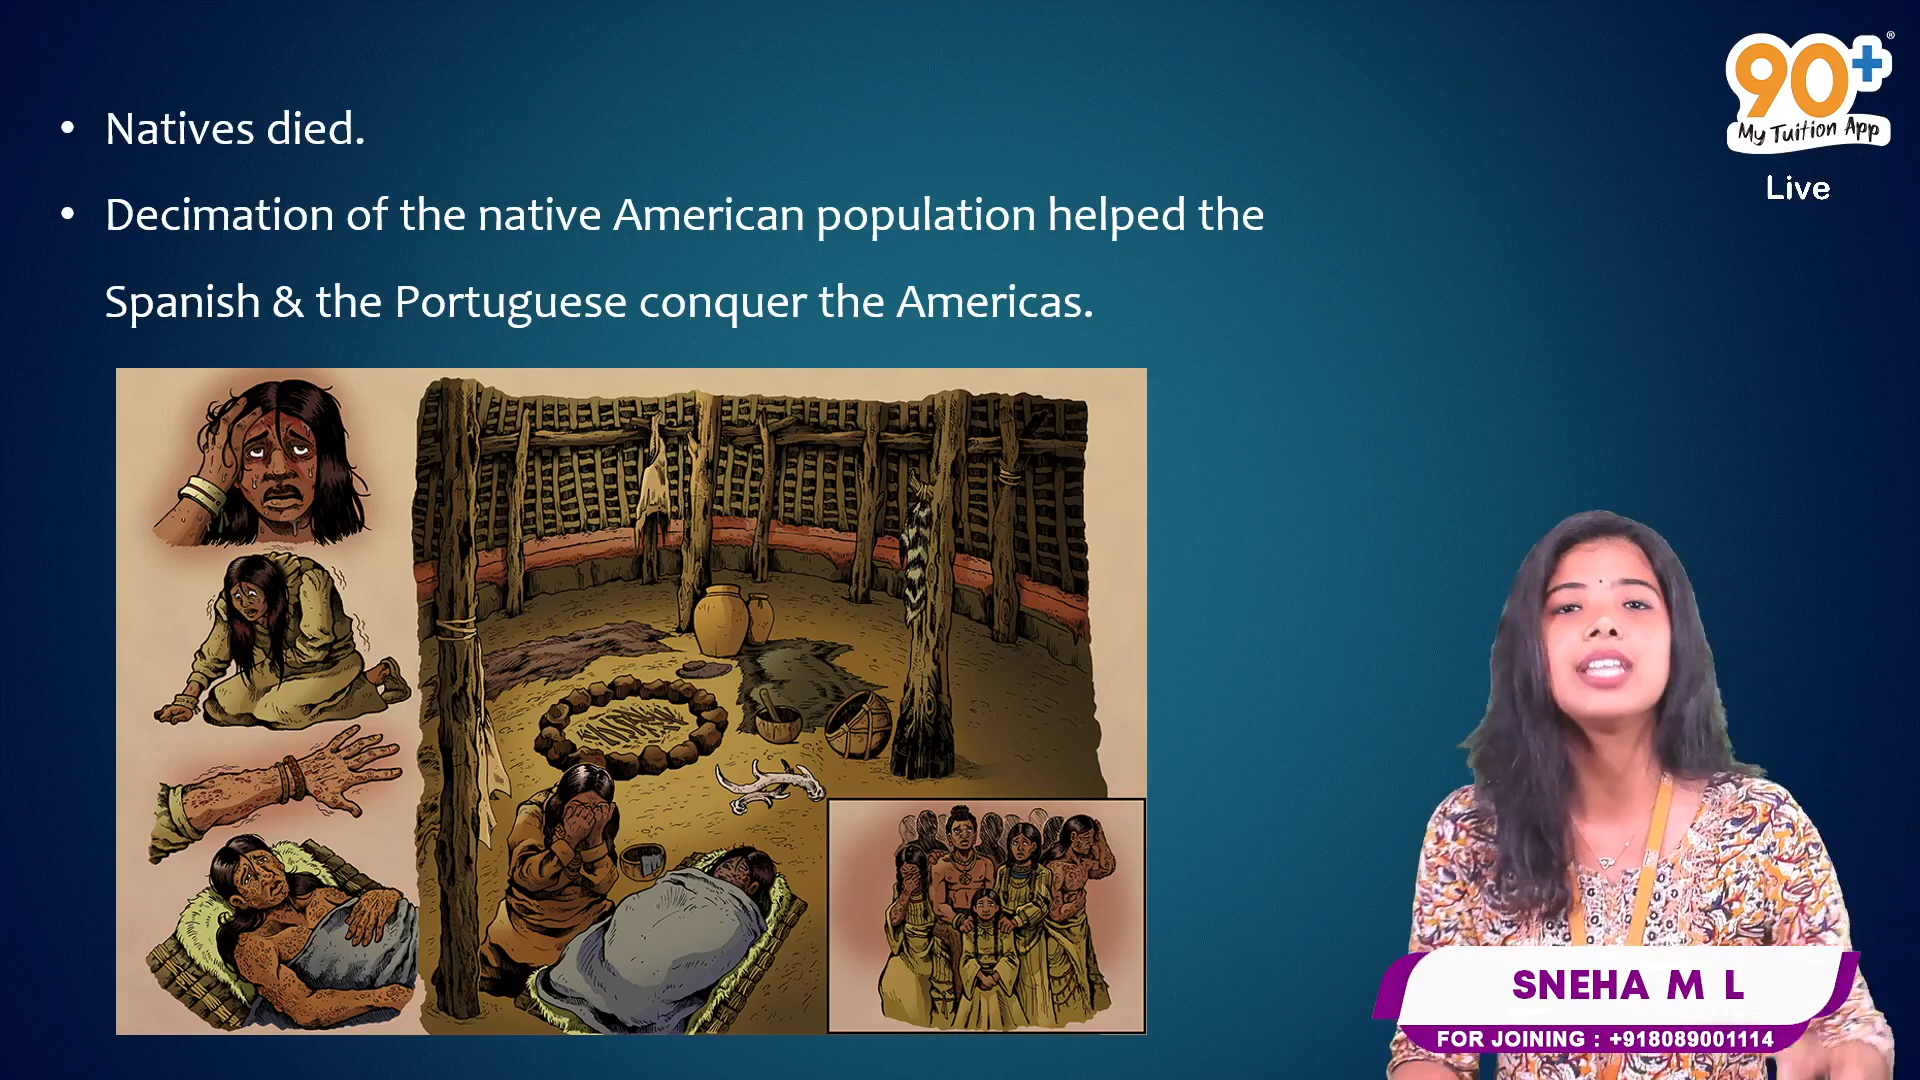 • Natives died.
• Decimation of the native American population helped the
Spanish & the Portuguese conquer the Americas.
90+
®
My Tuition App
Live
SNEHA M L
FOR JOINING : +918089001114